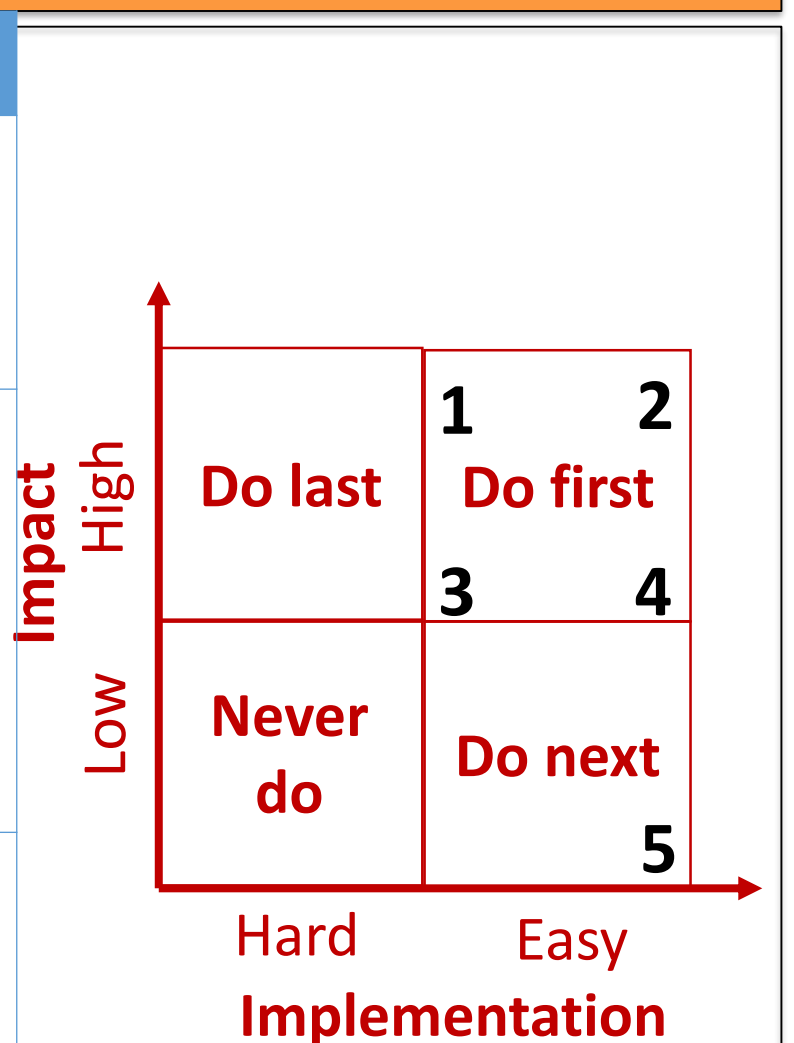 1
2
Do last
Do first
3
4
Never
do
Do next
5
High
Low
Impact
Hard
Easy
Implementation